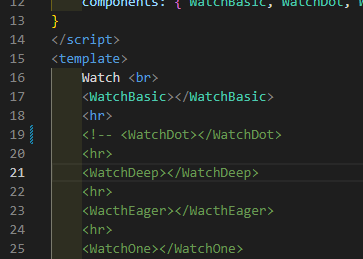 12 components: { WatchBasic, WatchDot,
13 }
14 </script>
15 <template>
16 Watch <br>
17 <WatchBasic></WatchBasic>
18 <hr>
19 <!-- <WatchDot></WatchDot>
20 <hr>
21 <WatchDeep></WatchDeep>
22 <hr>
23 <WacthEager></WacthEager>
24 <hr>
25 <WatchOne></WatchOne>